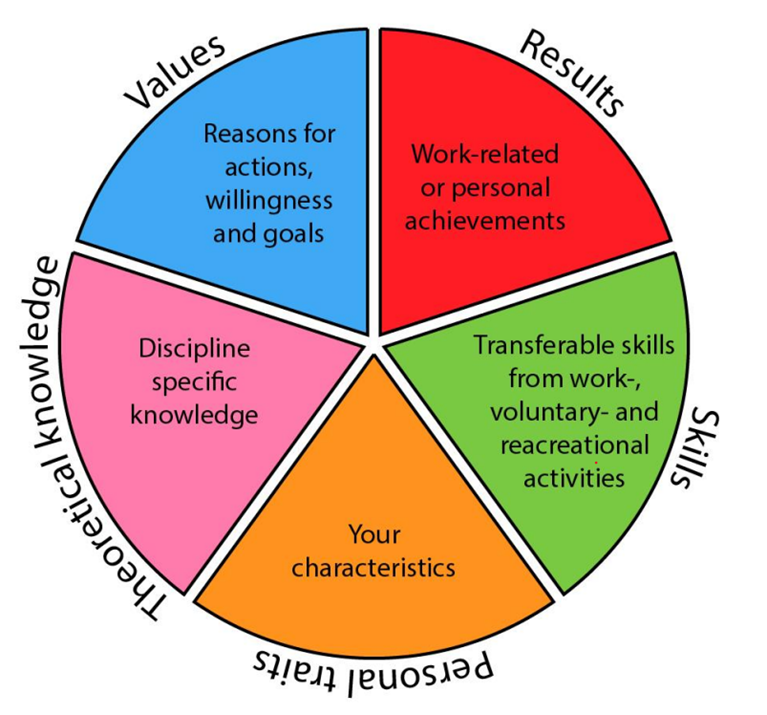 Values
Reasons for
actions,
willingness
and goals
Results
Work-related
or personal
achievements
Skills
Transferable skills
from work-,
voluntary- and
reacreational
activities
Personal traits
Your
characteristics
Theoretical knowledge
Discipline
specific
knowledge